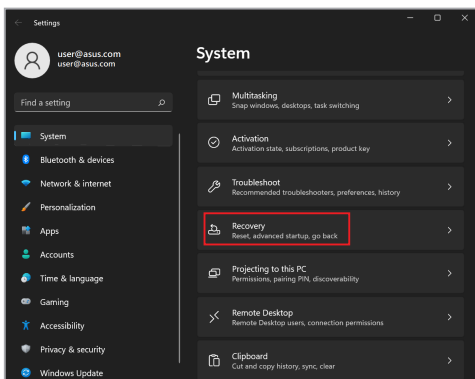 Settings
user@asus.com
user@asus.com
Find a setting
System
Bluetooth & devices
Network & internet
Personalization
Apps
Accounts
Time & language
Gaming
Accessibility
Privacy & security
Windows Update
System
Multitasking
Snap windows, desktops, task switching
Activation
Activation state, subscriptions, product key
Troubleshoot
Recommended troubleshooters, preferences, history
Recovery
Reset, advanced startup, go back
Projecting to this PC
Permissions, pairing PIN, discoverability
Remote Desktop
Remote Desktop users, connection permissions
Clipboard
Cut and copy history, sync, clear